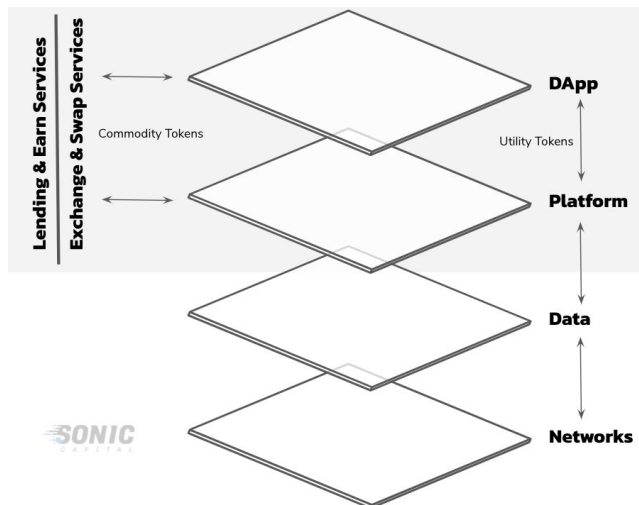 Lending & Earn Services
Exchange & Swap Services
Commodity Tokens
DApp
Utility Tokens
Platform
Data
Networks
SONIC
CAPITAL